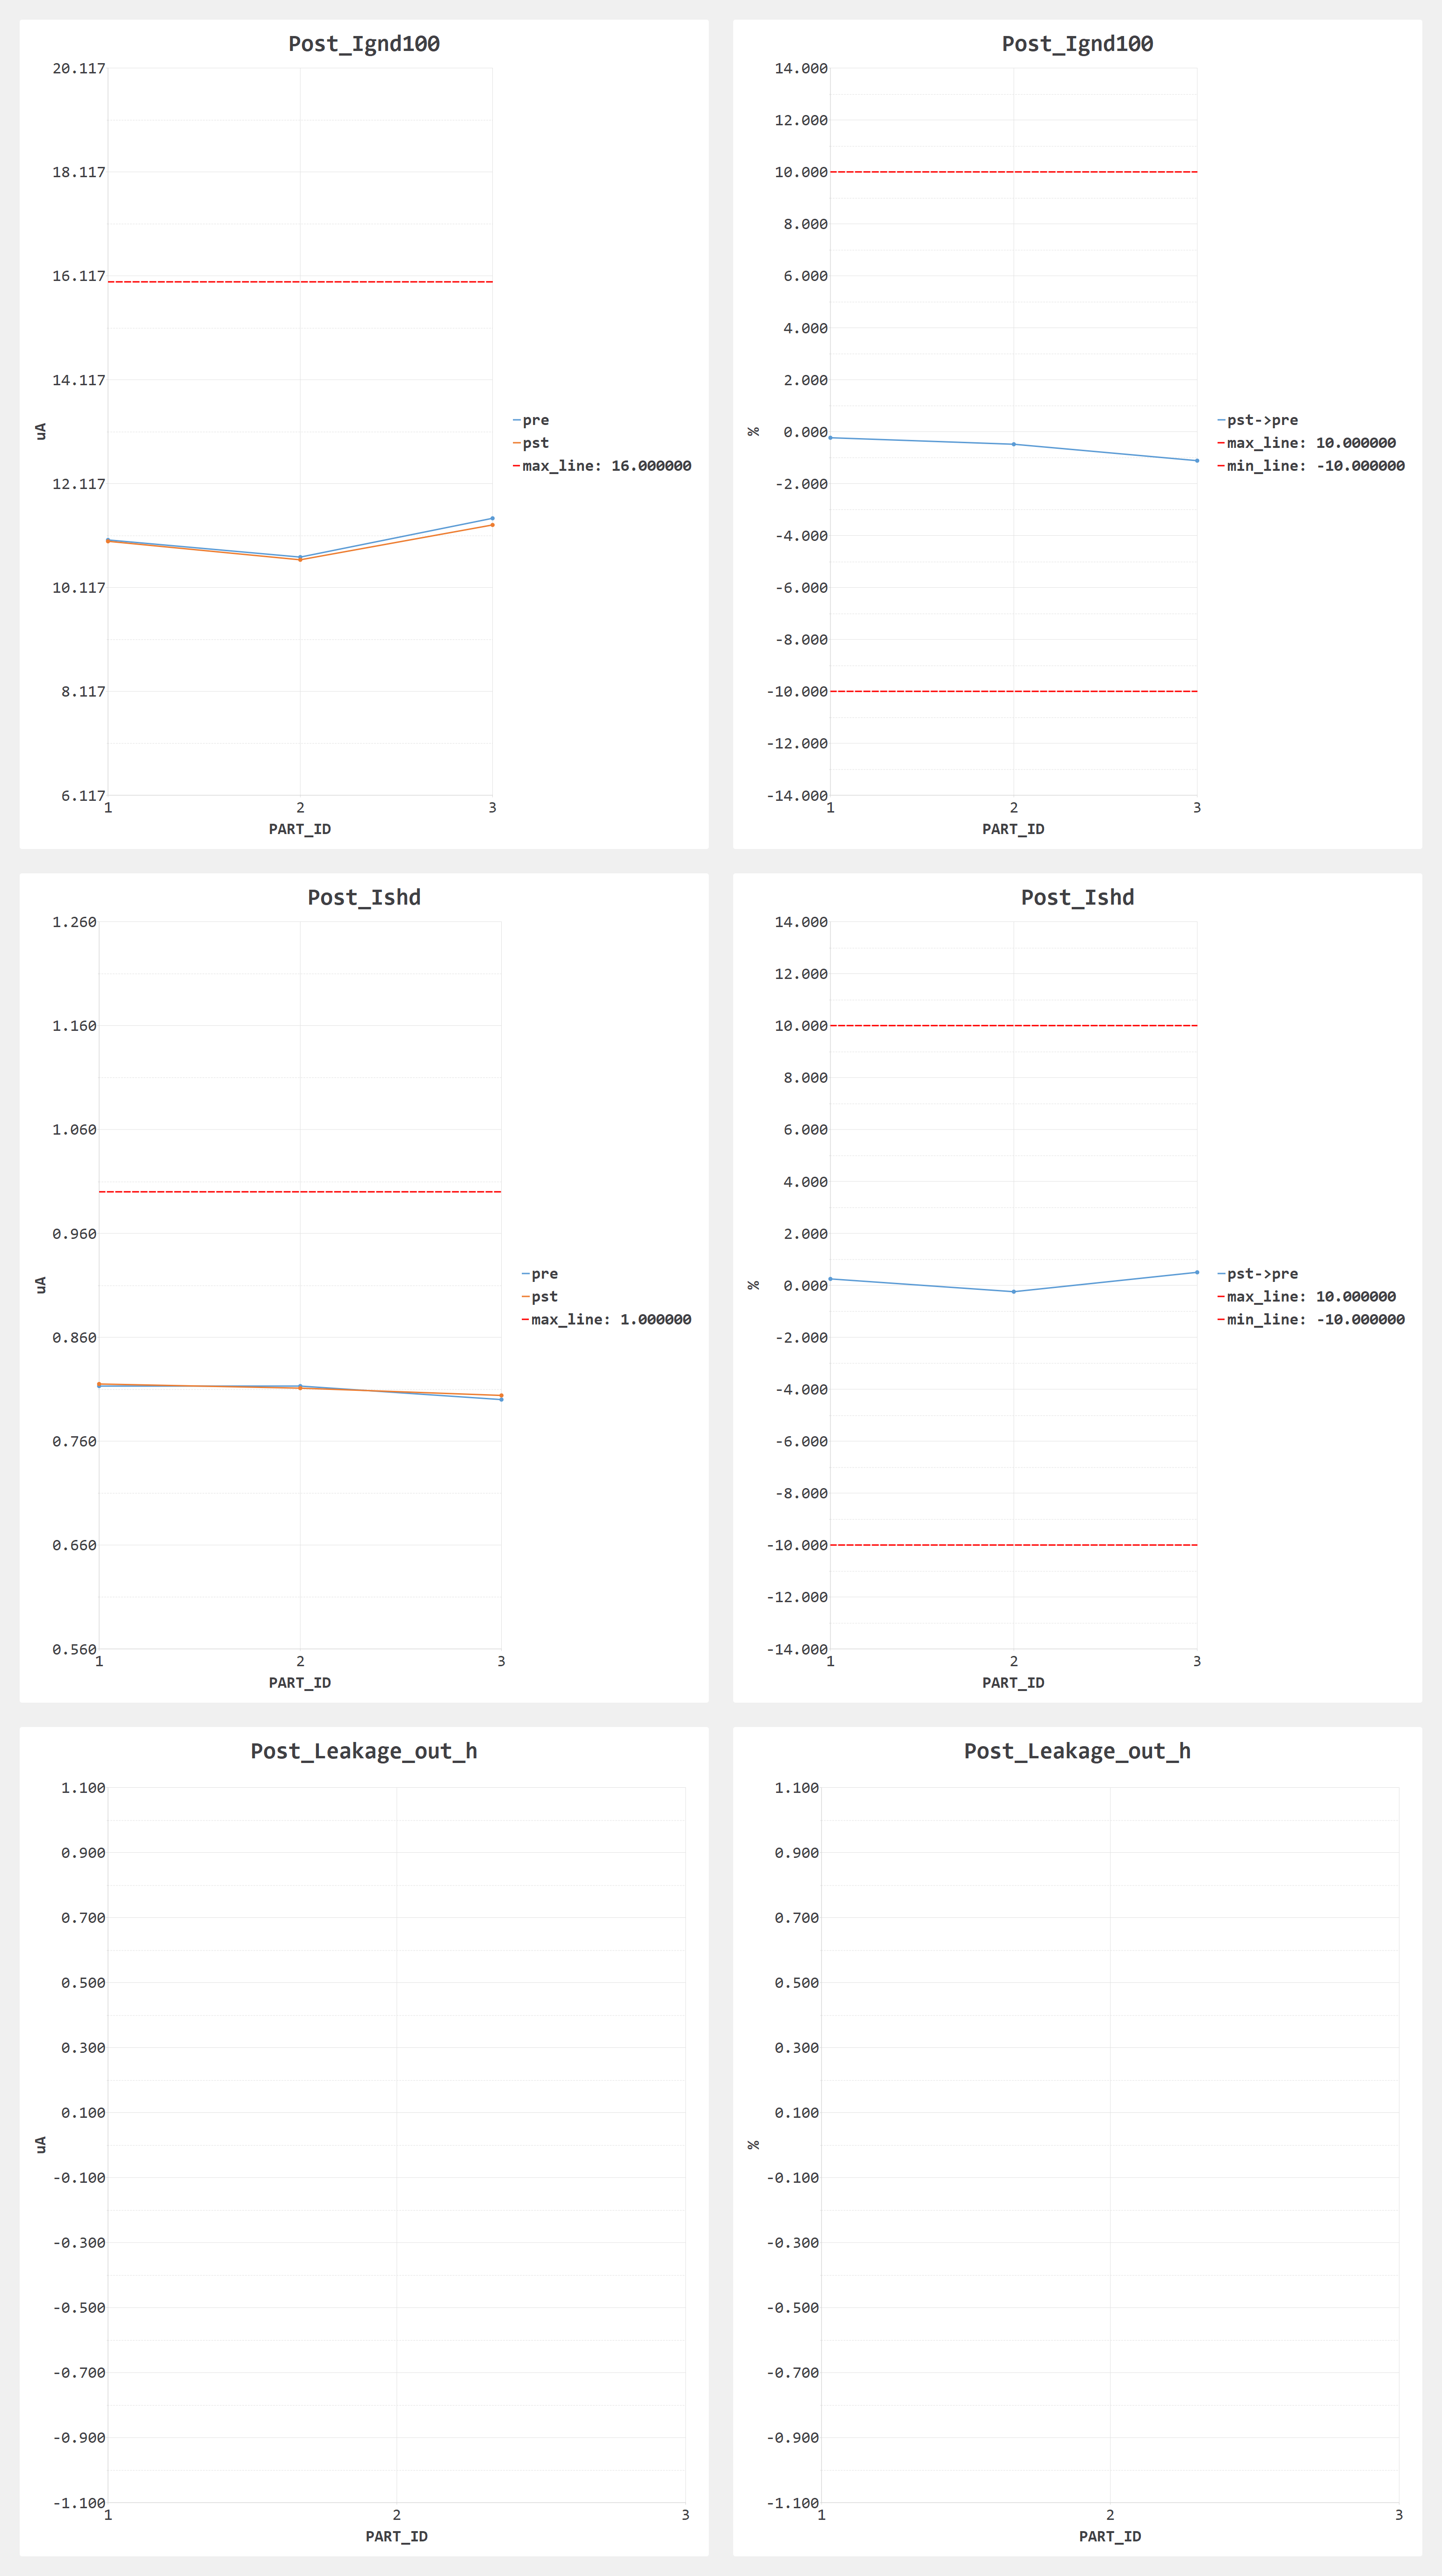 Post_Ignd100
20.117
18.117
16.117
14.117
12.117
10.117
8.117
6.117
uA
1 2 3
PART_ID
pre
pst
max_line: 16.000000
Post_Ignd100
14.000
12.000
10.000
8.000
6.000
4.000
2.000
0.000
-2.000
-4.000
-6.000
-8.000
-10.000
-12.000
-14.000
%
1 2 3
PART_ID
pst->pre
max_line: 10.000000
min_line: -10.000000
Post_Ishd
1.260
1.160
1.060
0.960
0.860
0.760
0.660
0.560
uA
1 2 3
PART_ID
pre
pst
max_line: 1.000000
Post_Ishd
14.000
12.000
10.000
8.000
6.000
4.000
2.000
0.000
-2.000
-4.000
-6.000
-8.000
-10.000
-12.000
-14.000
%
1 2 3
PART_ID
pst->pre
max_line: 10.000000
min_line: -10.000000
Post_Leakage_out_h
1.100
0.900
0.700
0.500
0.300
0.100
-0.100
-0.300
-0.500
-0.700
-0.900
-1.100
uA
1 2 3
PART_ID
Post_Leakage_out_h
1.100
0.900
0.700
0.500
0.300
0.100
-0.100
-0.300
-0.500
-0.700
-0.900
-1.100
%
1 2 3
PART_ID